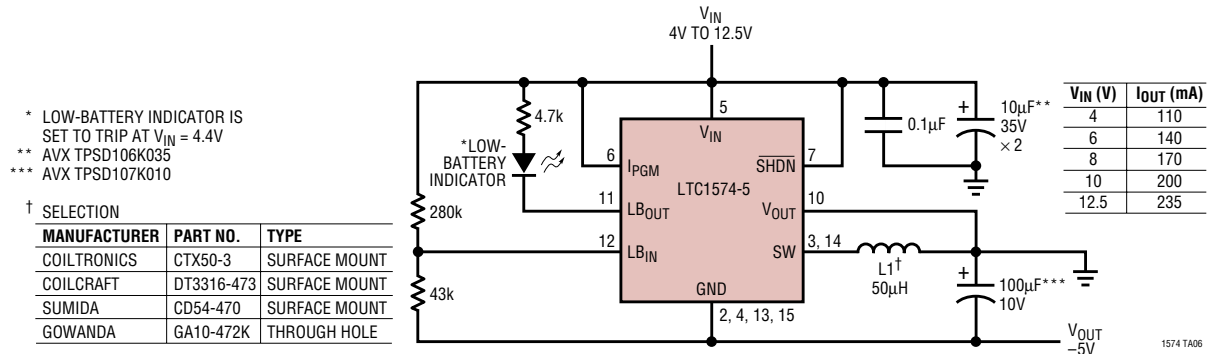 V_IN
4V TO 12.5V
* LOW-BATTERY INDICATOR IS
SET TO TRIP AT V_IN = 4.4V
** AVX TPSD106K035
*** AVX TPSD107K010
† SELECTION
MANUFACTURER PART NO. TYPE
COILTRONICS CTX50-3 SURFACE MOUNT
COILCRAFT DT3316-473 SURFACE MOUNT
SUMIDA CD54-470 SURFACE MOUNT
GOWANDA GA10-472K THROUGH HOLE
280k
43k
4.7k
*LOW-
BATTERY
INDICATOR
5
V_IN
6
I_PGM
SHDN
7
LTC1574-5
11
LB_OUT
V_OUT
10
12
LB_IN
SW
3, 14
GND
2, 4, 13, 15
0.1µF
+
10µF**
35V
× 2
L1†
50µH
+
100µF***
10V
V_OUT
–5V
V_IN (V) I_OUT (mA)
4 110
6 140
8 170
10 200
12.5 235
1574 TA06